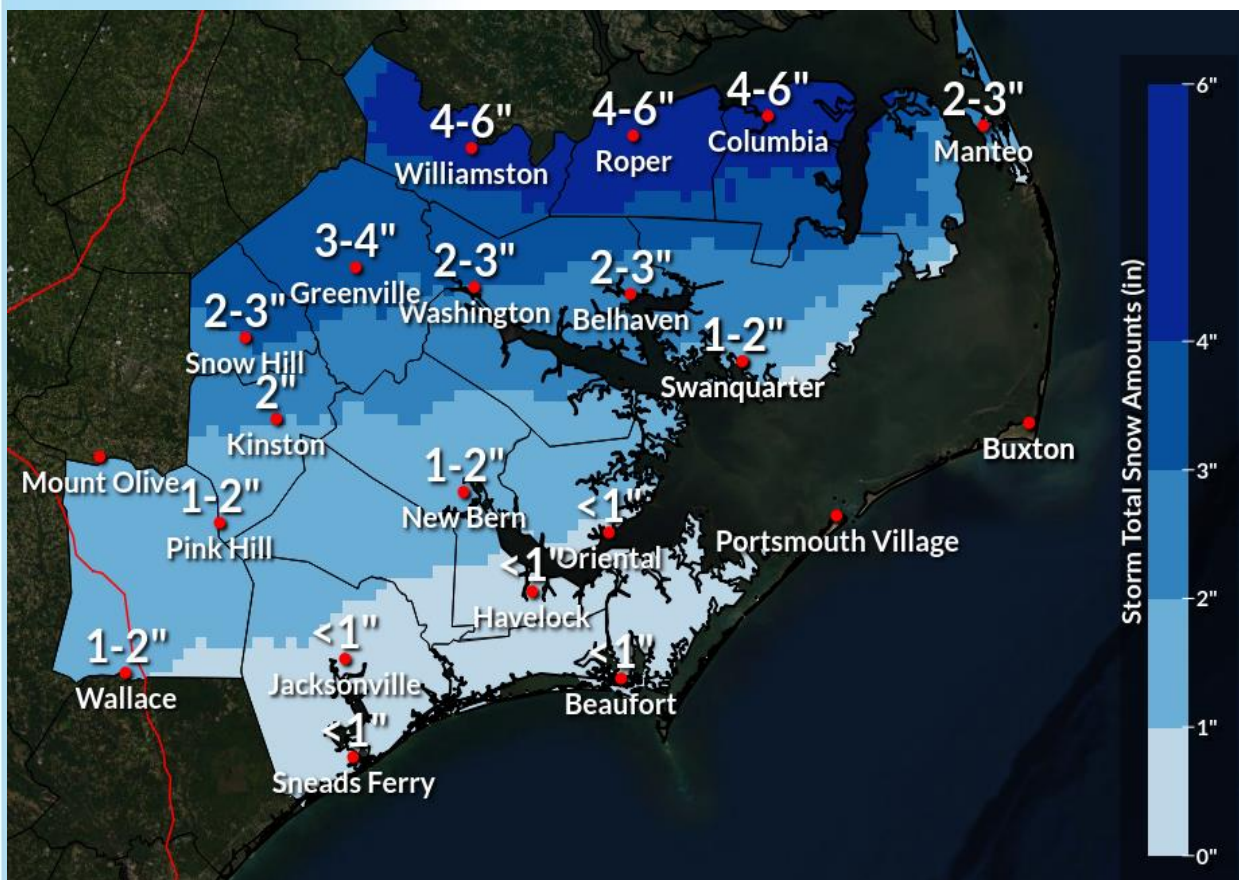 4-6"
Williamston
4-6"
Roper
4-6"
Columbia
2-3"
Manteo
3-4"
Greenville
2-3"
Washington
2-3"
Belhaven
2-3"
Snow Hill
1-2"
Swanquarter
2"
Kinston
Buxton
Mount Olive
1-2"
Pink Hill
1-2"
New Bern
<1"
Oriental
Portsmouth Village
<1"
Havelock
1-2"
Wallace
<1"
Jacksonville
<1"
Beaufort
<1"
Sneads Ferry
Storm Total Snow Amounts (in)
6"
4"
3"
2"
1"
0"